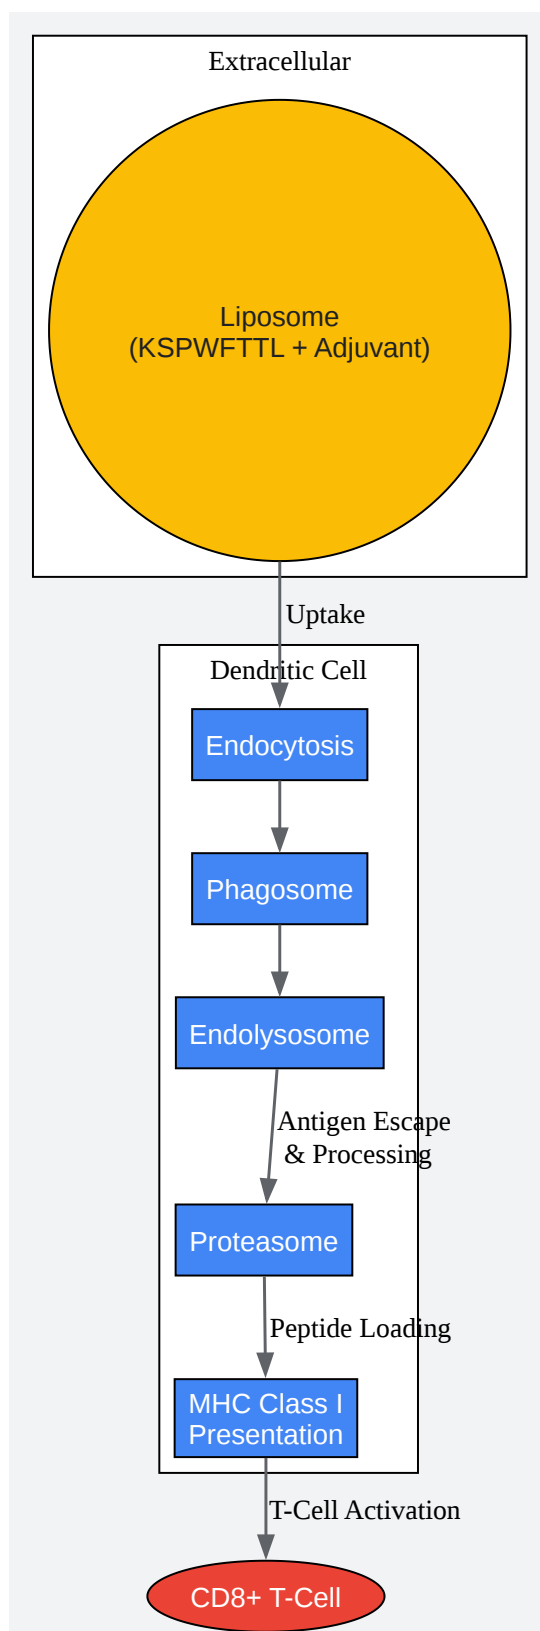 Extracellular
Liposome
(KSPWFTTL + Adjuvant)
Uptake
Dendritic Cell
Endocytosis
Phagosome
Endolysosome
Antigen Escape
& Processing
Proteasome
Peptide Loading
MHC Class I
Presentation
T-Cell Activation
CD8+ T-Cell